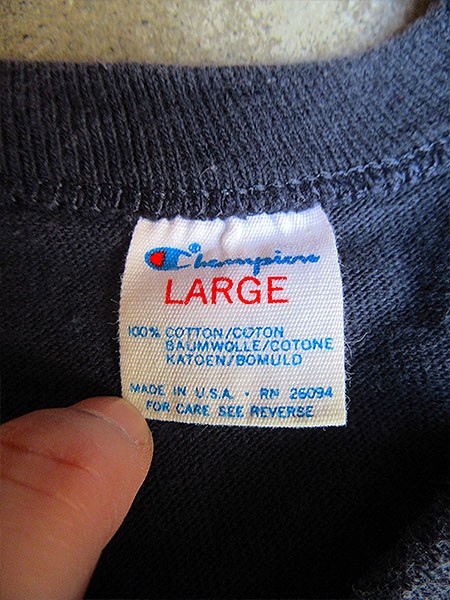 Champion®
LARGE
100% COTTON/COTON
BAUMWOLLE/COTONE
KATOEN/BOMULD
MADE IN U.S.A. · RN 26094
FOR CARE SEE REVERSE